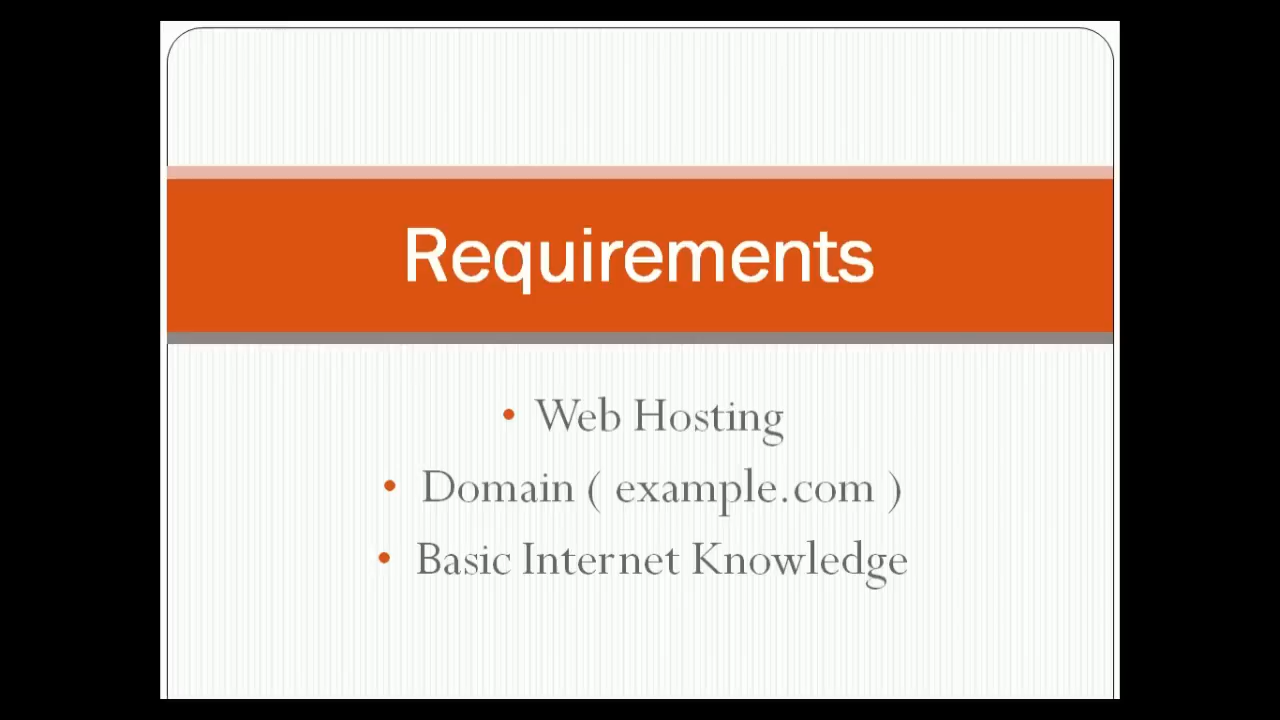 Requirements
• Web Hosting
• Domain ( example.com )
• Basic Internet Knowledge